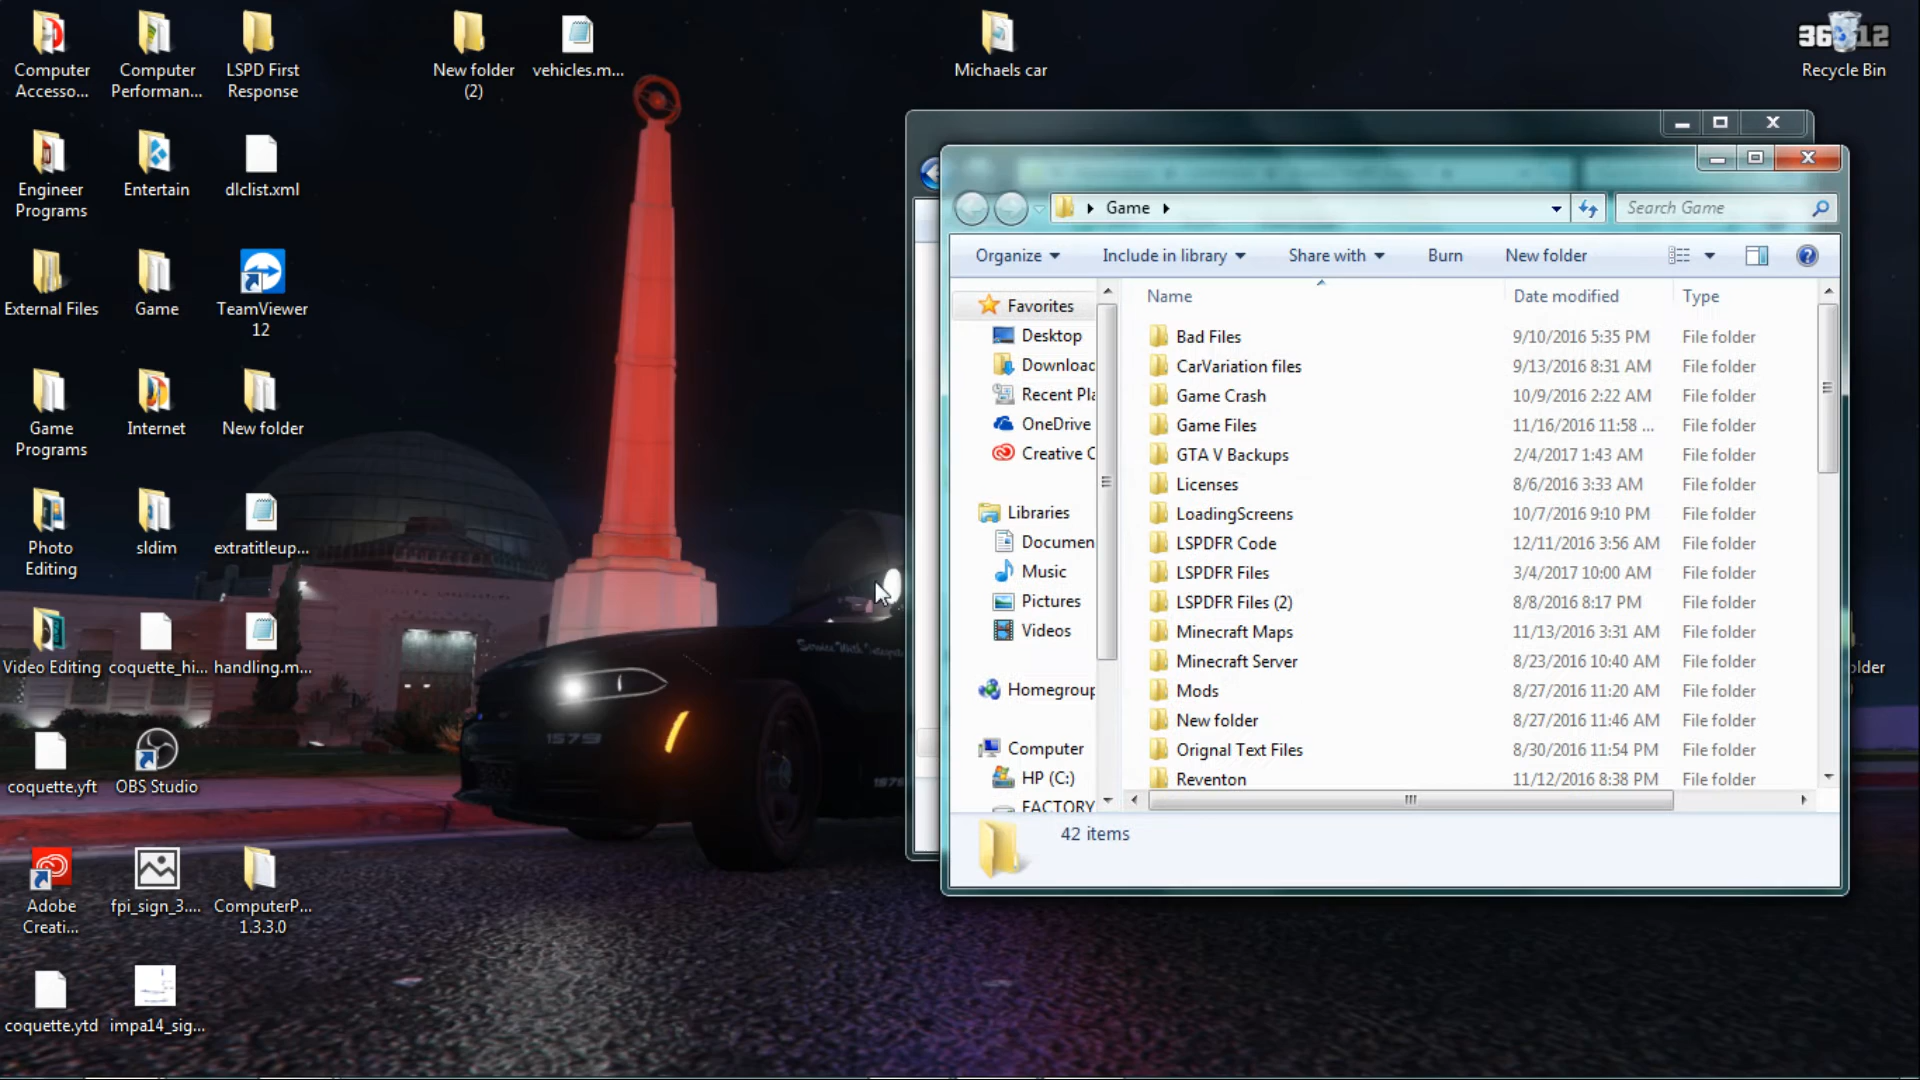 Computer
Accesso...
Computer
Performan...
LSPD First
Response
New folder
(2)
vehicles.m...
Michaels car
Recycle Bin
Engineer
Programs
Entertain
dlclist.xml
External Files
Game
TeamViewer
12
Game
Programs
Internet
New folder
Photo
Editing
sldim
extratitleup...
Video Editing
coquette_hi...
handling.m...
coquette.yft
OBS Studio
Adobe
Creati...
fpi_sign_3....
ComputerP...
1.3.3.0
coquette.ytd
impa14_sig...
older
1579
Game
Search Game
Organize
Include in library
Share with
Burn
New folder
Favorites
Desktop
Downloac
Recent Pla
OneDrive
Creative C
Libraries
Documen
Music
Pictures
Videos
Homegroup
Computer
HP (C:)
FACTORY
Name Date modified Type
Bad Files 9/10/2016 5:35 PM File folder
CarVariation files 9/13/2016 8:31 AM File folder
Game Crash 10/9/2016 2:22 AM File folder
Game Files 11/16/2016 11:58 ... File folder
GTA V Backups 2/4/2017 1:43 AM File folder
Licenses 8/6/2016 3:33 AM File folder
LoadingScreens 10/7/2016 9:10 PM File folder
LSPDFR Code 12/11/2016 3:56 AM File folder
LSPDFR Files 3/4/2017 10:00 AM File folder
LSPDFR Files (2) 8/8/2016 8:17 PM File folder
Minecraft Maps 11/13/2016 3:31 AM File folder
Minecraft Server 8/23/2016 10:40 AM File folder
Mods 8/27/2016 11:20 AM File folder
New folder 8/27/2016 11:46 AM File folder
Orignal Text Files 8/30/2016 11:54 PM File folder
Reventon 11/12/2016 8:38 PM File folder
42 items